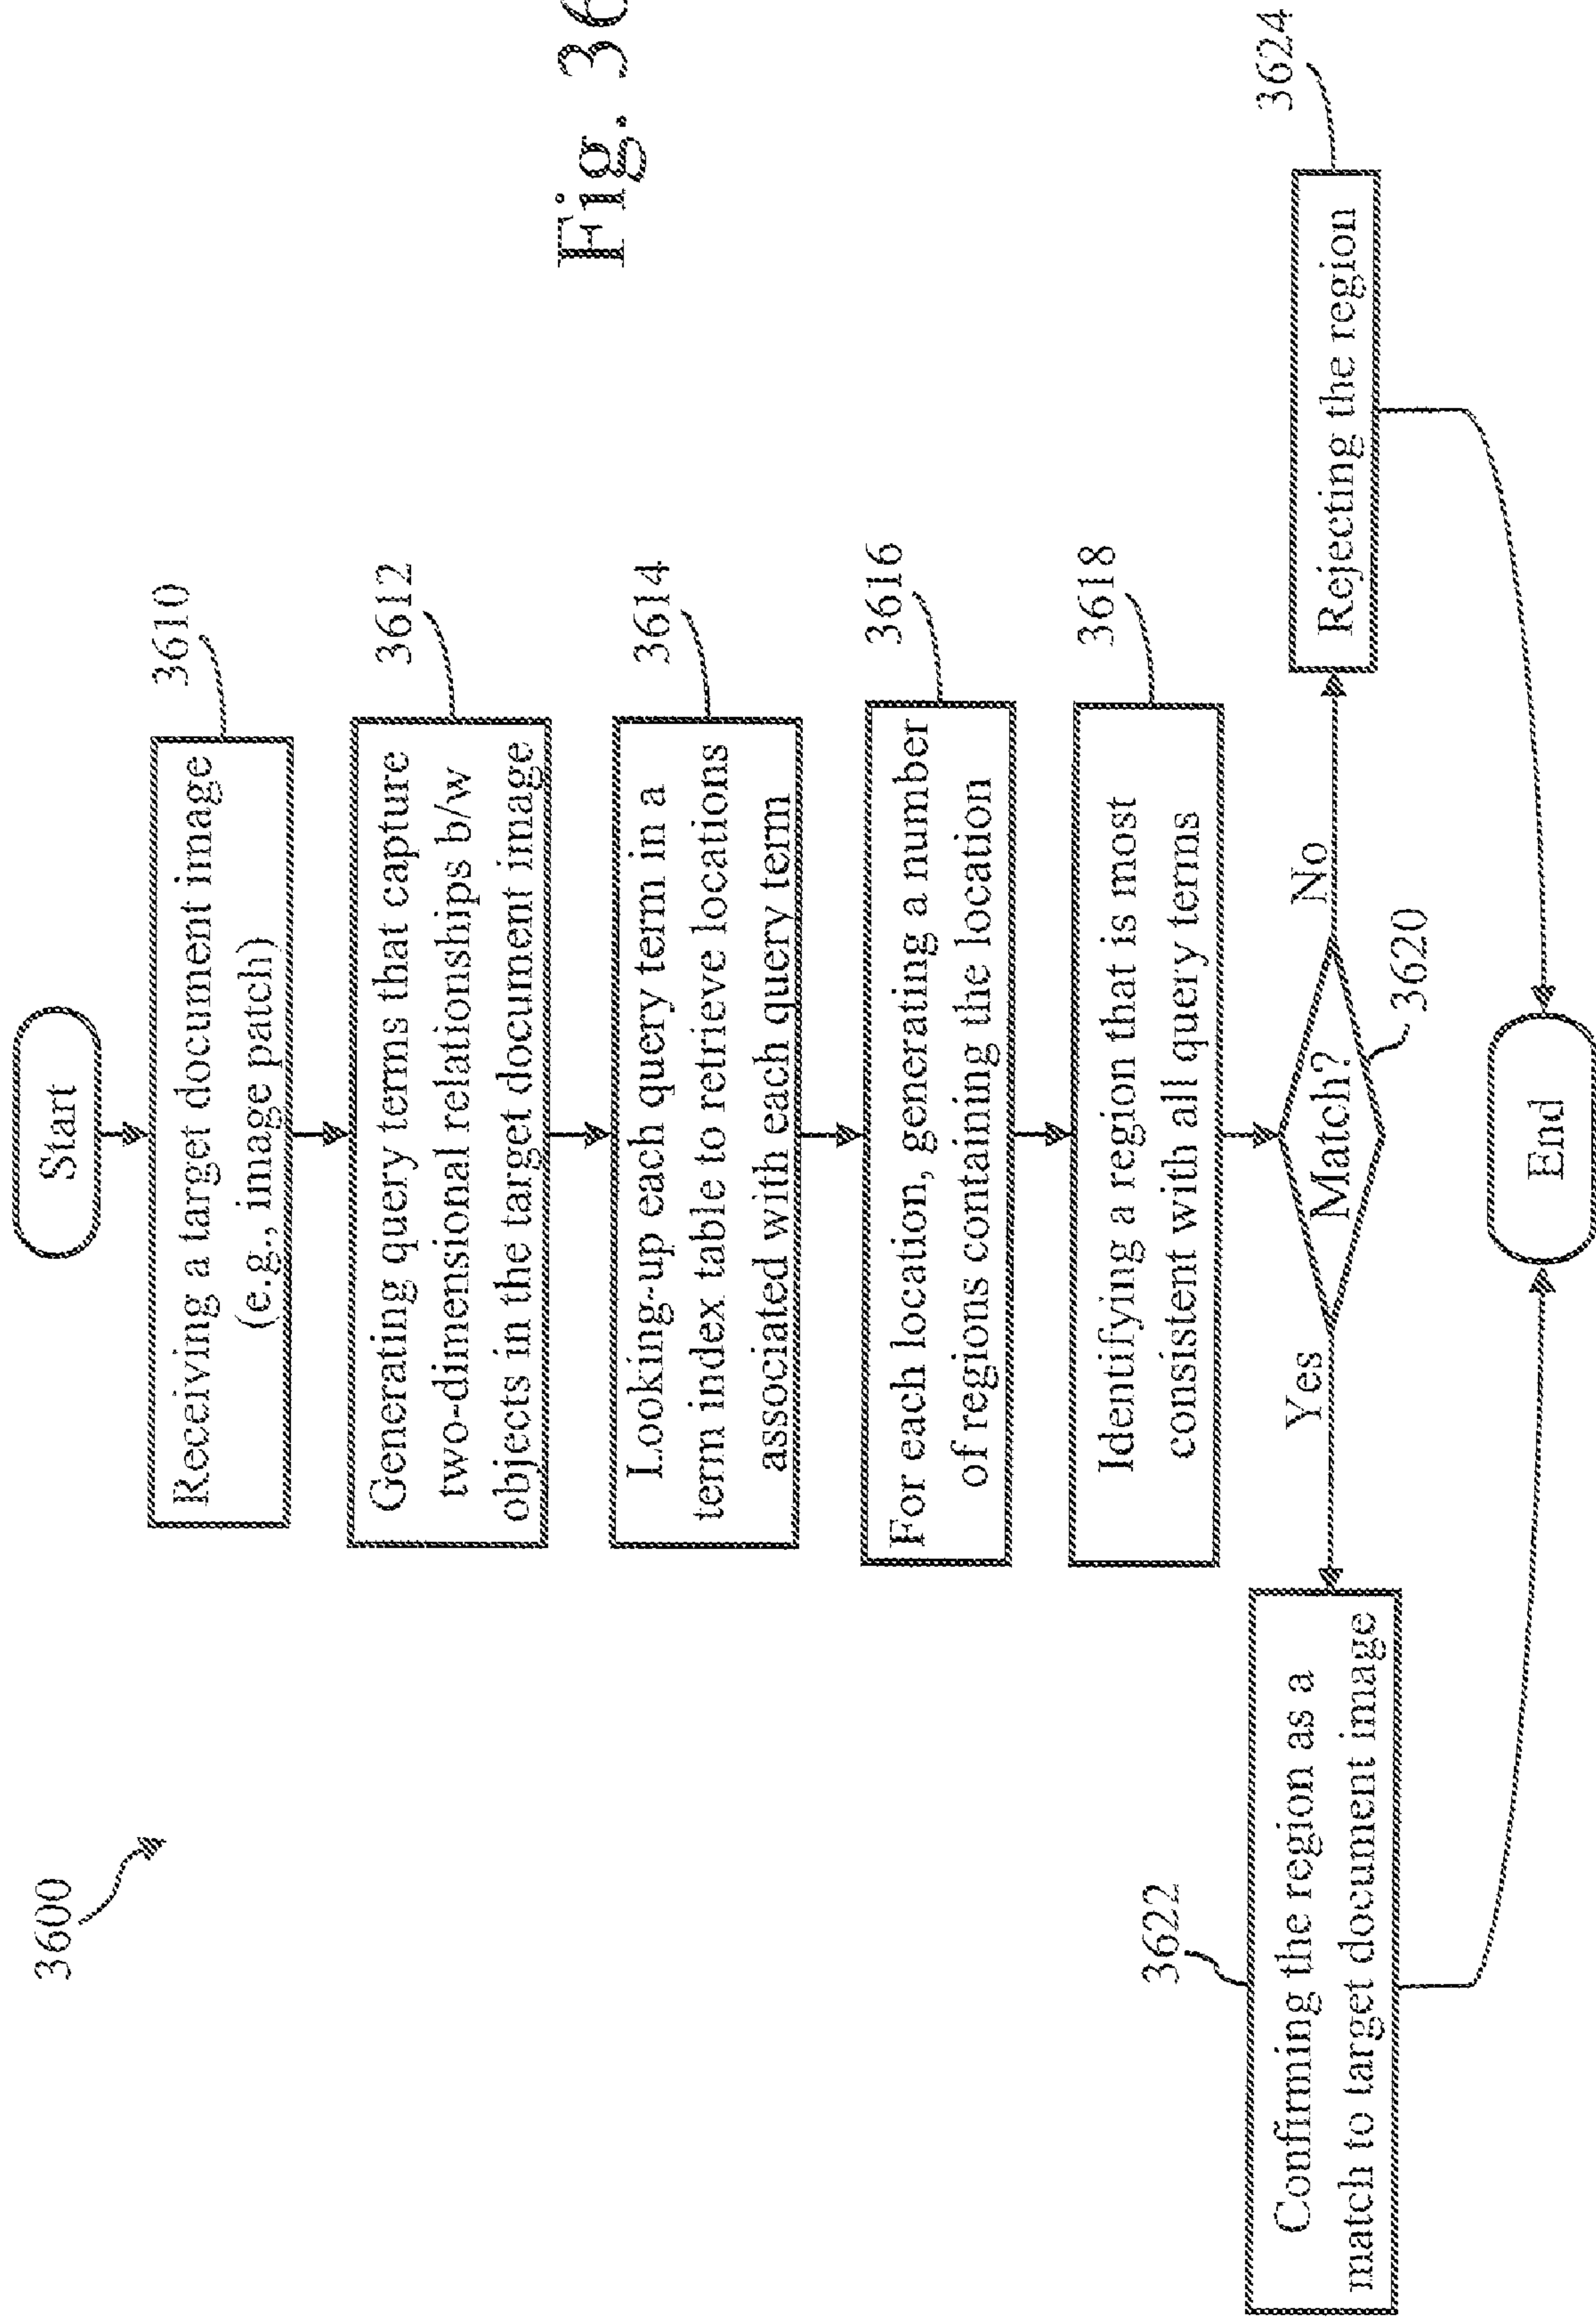 3600
Start
3610
Receiving a target document image
(e.g., image patch)
3612
Generating query terms that capture
two-dimensional relationships b/w
objects in the target document image
3614
Looking-up each query term in a
term index table to retrieve locations
associated with each query term
3616
For each location, generating a number
of regions containing the location
3618
Identifying a region that is most
consistent with all query terms
Yes
Match?
No
3620
3622
Confirming the region as a
match to target document image
3624
Rejecting the region
End
Fig. 36